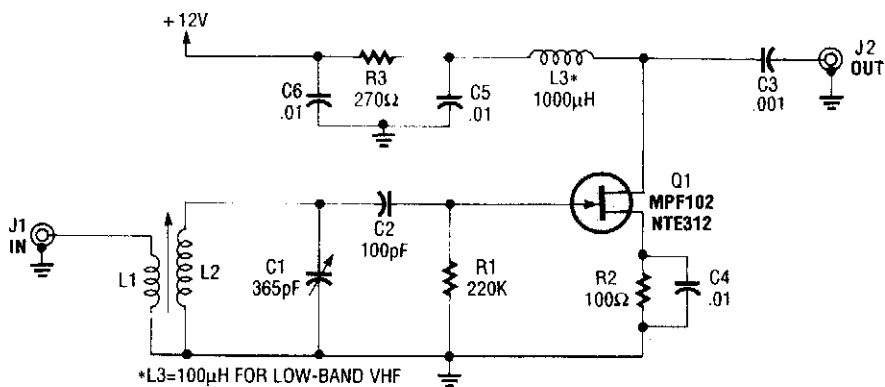 +12V
J2
OUT
R3
270Ω
L3*
1000µH
C3
.001
C6
.01
C5
.01
Q1
MPF102
NTE312
J1
IN
L1
L2
C1
365pF
C2
100pF
R1
220K
R2
100Ω
C4
.01
*L3=100µH FOR LOW-BAND VHF